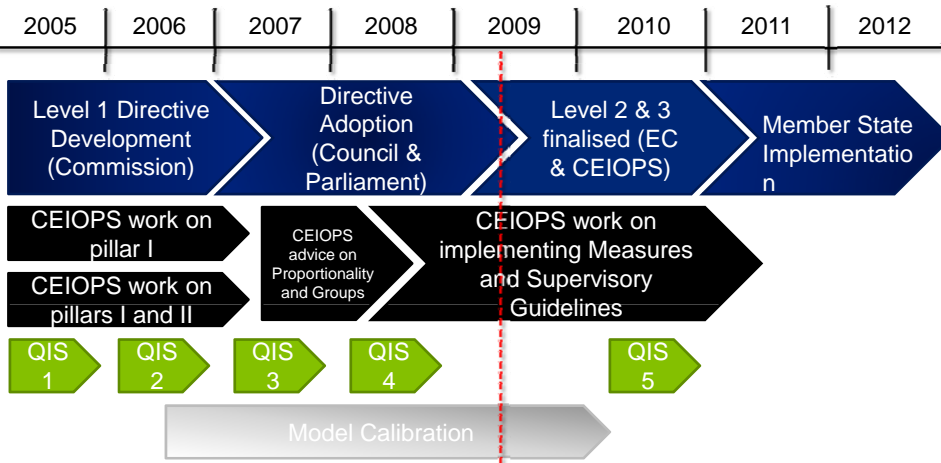 2005 2006 2007 2008 2009 2010 2011 2012
Level 1 Directive
Development
(Commission)
Directive
Adoption
(Council &
Parliament)
Level 2 & 3
finalised (EC
& CEIOPS)
Member State
Implementatio
n
CEIOPS work on
pillar I
CEIOPS work on
pillars I and II
CEIOPS
advice on
Proportionality
and Groups
CEIOPS work on
implementing Measures
and Supervisory
Guidelines
QIS
1
QIS
2
QIS
3
QIS
4
QIS
5
Model Calibration